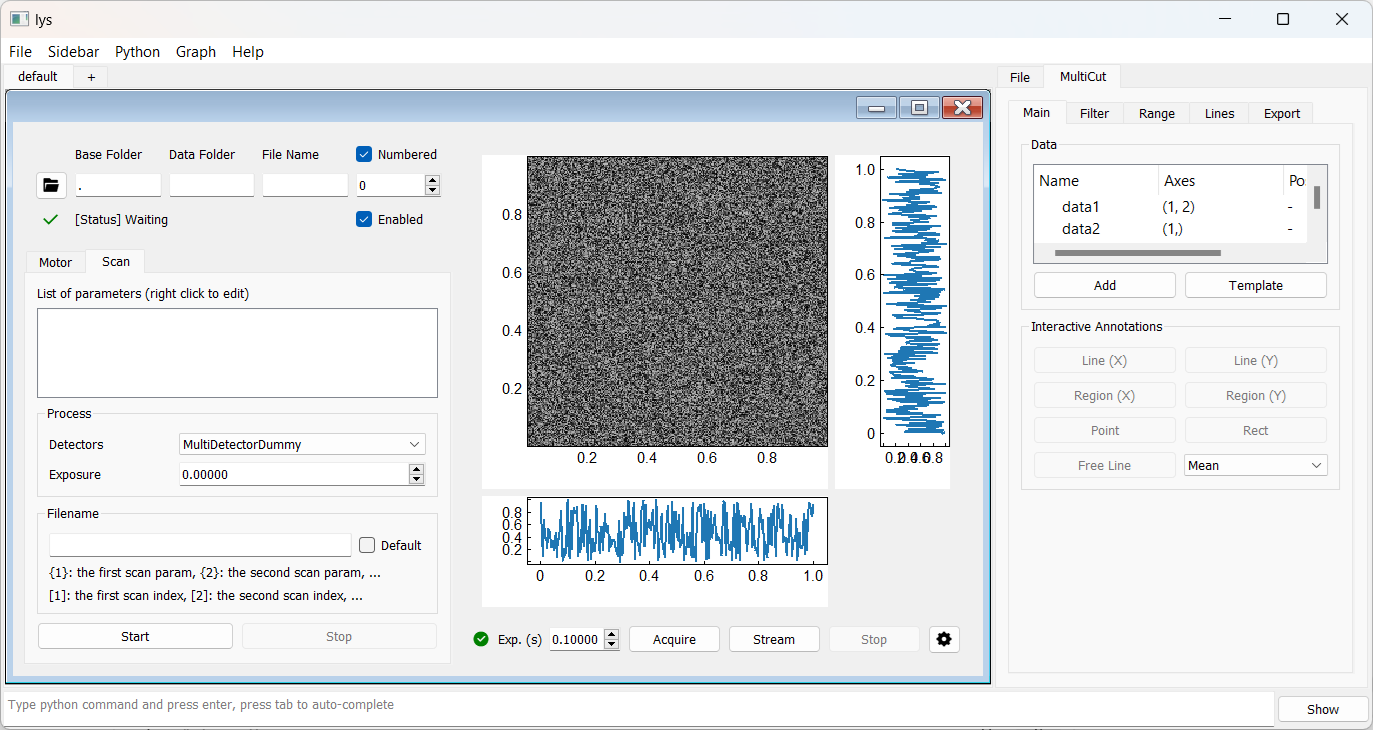 lys
File Sidebar Python Graph Help
default +
File MultiCut
Base Folder Data Folder File Name Numbered
. 0
[Status] Waiting Enabled
Motor Scan
List of parameters (right click to edit)
Process
Detectors MultiDetectorDummy
Exposure 0.00000
Filename
Default
{1}: the first scan param, {2}: the second scan param, ...
[1]: the first scan index, [2]: the second scan index, ...
Start Stop
0.8
0.6
0.4
0.2
0.2 0.4 0.6 0.8
1.0
0.8
0.6
0.4
0.2
0
0.2 0.4 0.6 0.8
0.8
0.6
0.4
0.2
0 0.2 0.4 0.6 0.8 1.0
Exp. (s) 0.10000 Acquire Stream Stop
Main Filter Range Lines Export
Data
Name Axes Po
data1 (1, 2) -
data2 (1,) -
Add Template
Interactive Annotations
Line (X) Line (Y)
Region (X) Region (Y)
Point Rect
Free Line Mean
Type python command and press enter, press tab to auto-complete
Show